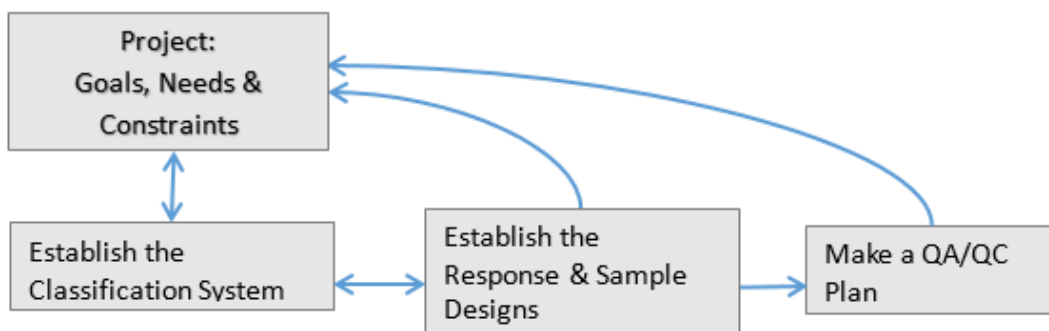 Project:
Goals, Needs &
Constraints
Establish the
Classification System
Establish the
Response & Sample
Designs
Make a QA/QC
Plan